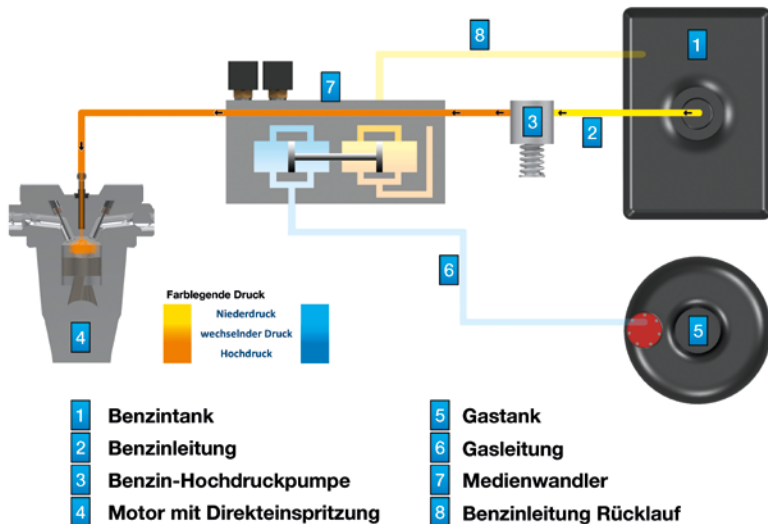 8
1
7
3
2
6
5
4
Farblegende Druck
Niederdruck
wechselnder Druck
Hochdruck
1 Benzintank
2 Benzinleitung
3 Benzin-Hochdruckpumpe
4 Motor mit Direkteinspritzung
5 Gastank
6 Gasleitung
7 Medienwandler
8 Benzinleitung Rücklauf